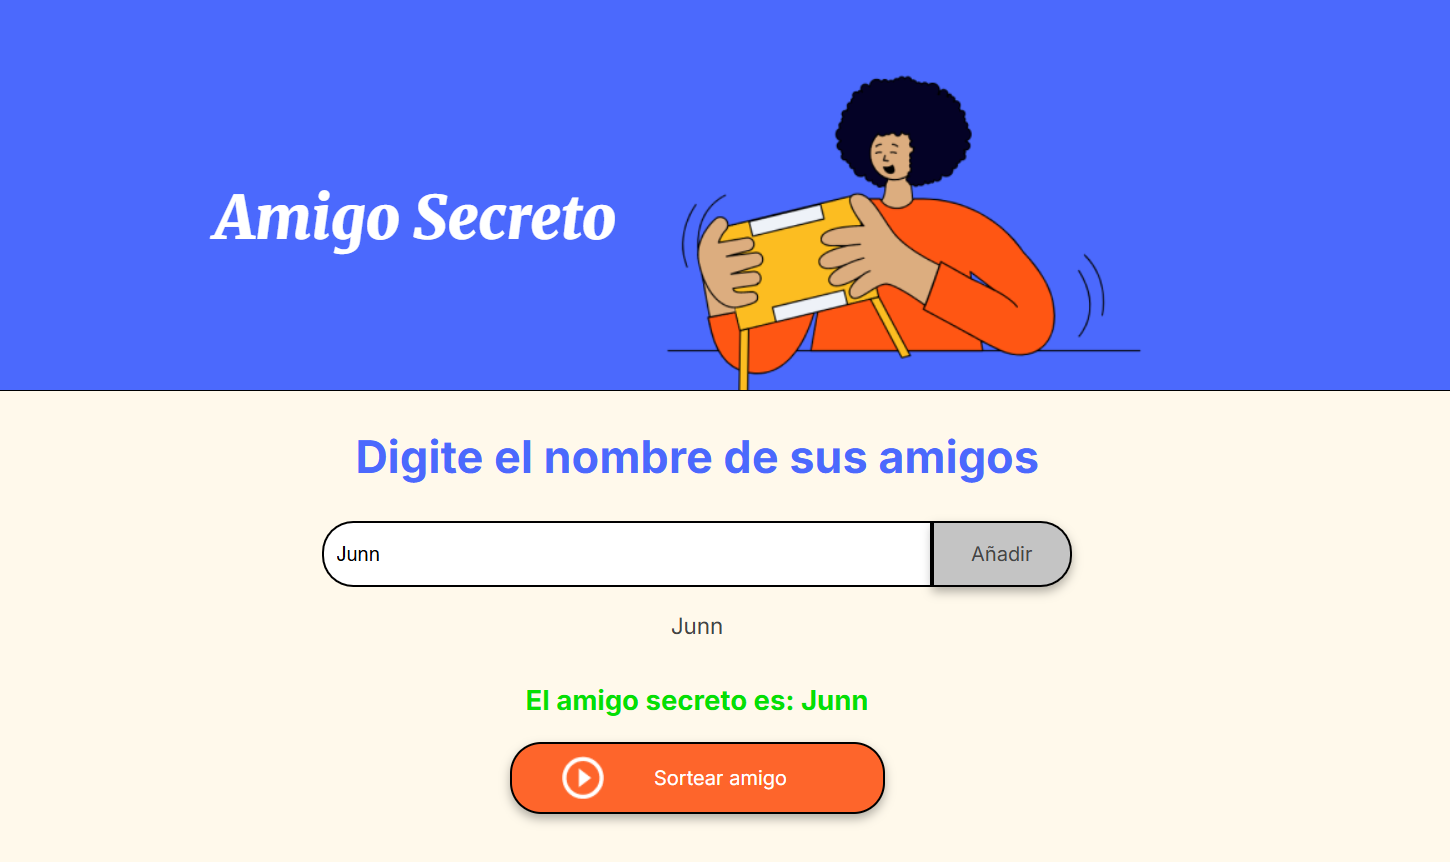 Amigo Secreto
Digite el nombre de sus amigos
Junn
Añadir
Junn
El amigo secreto es: Junn
Sortear amigo